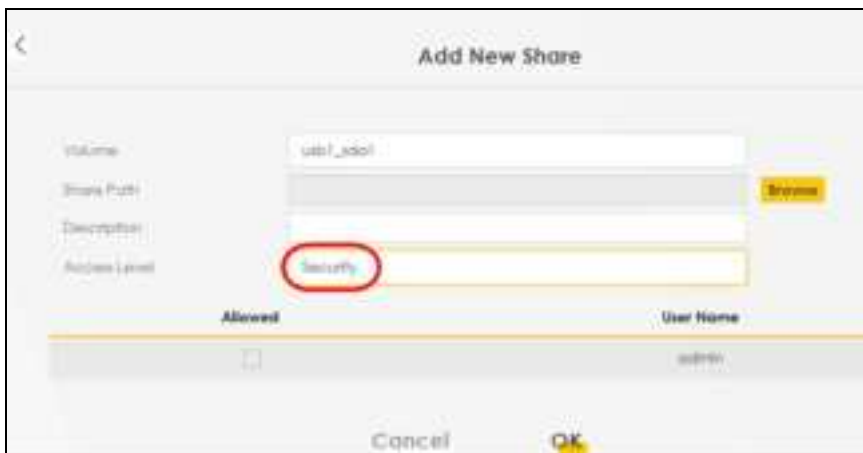 Add New Share
Volume usb1_sda1
Share Path Browse
Description
Access Level Security
Allowed User Name
admin
Cancel OK